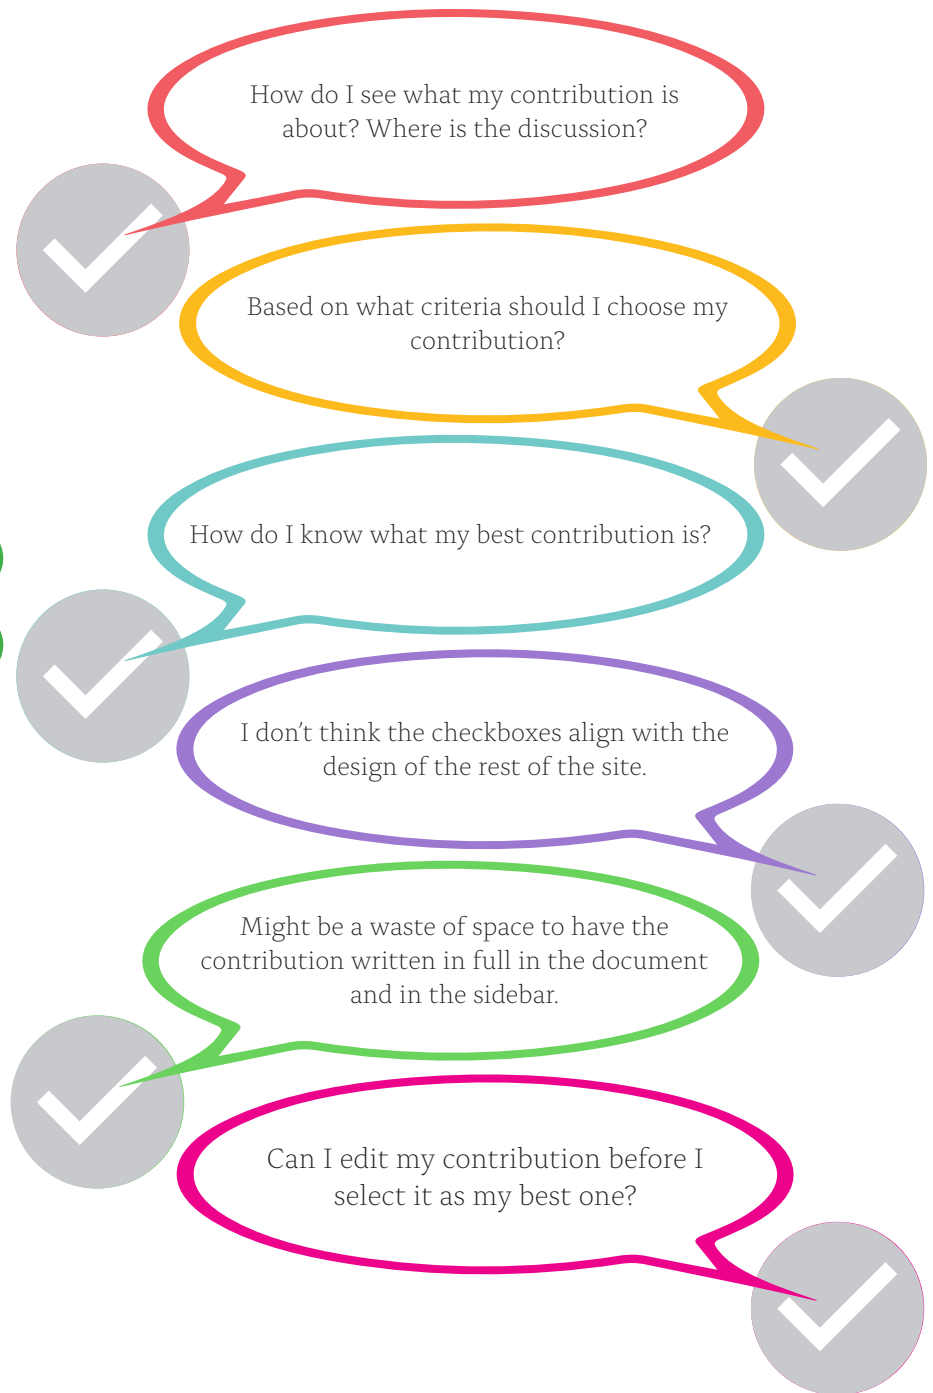 How do I see what my contribution is
about? Where is the discussion?
Based on what criteria should I choose my
contribution?
How do I know what my best contribution is?
I don’t think the checkboxes align with the
design of the rest of the site.
Might be a waste of space to have the
contribution written in full in the document
and in the sidebar.
Can I edit my contribution before I
select it as my best one?